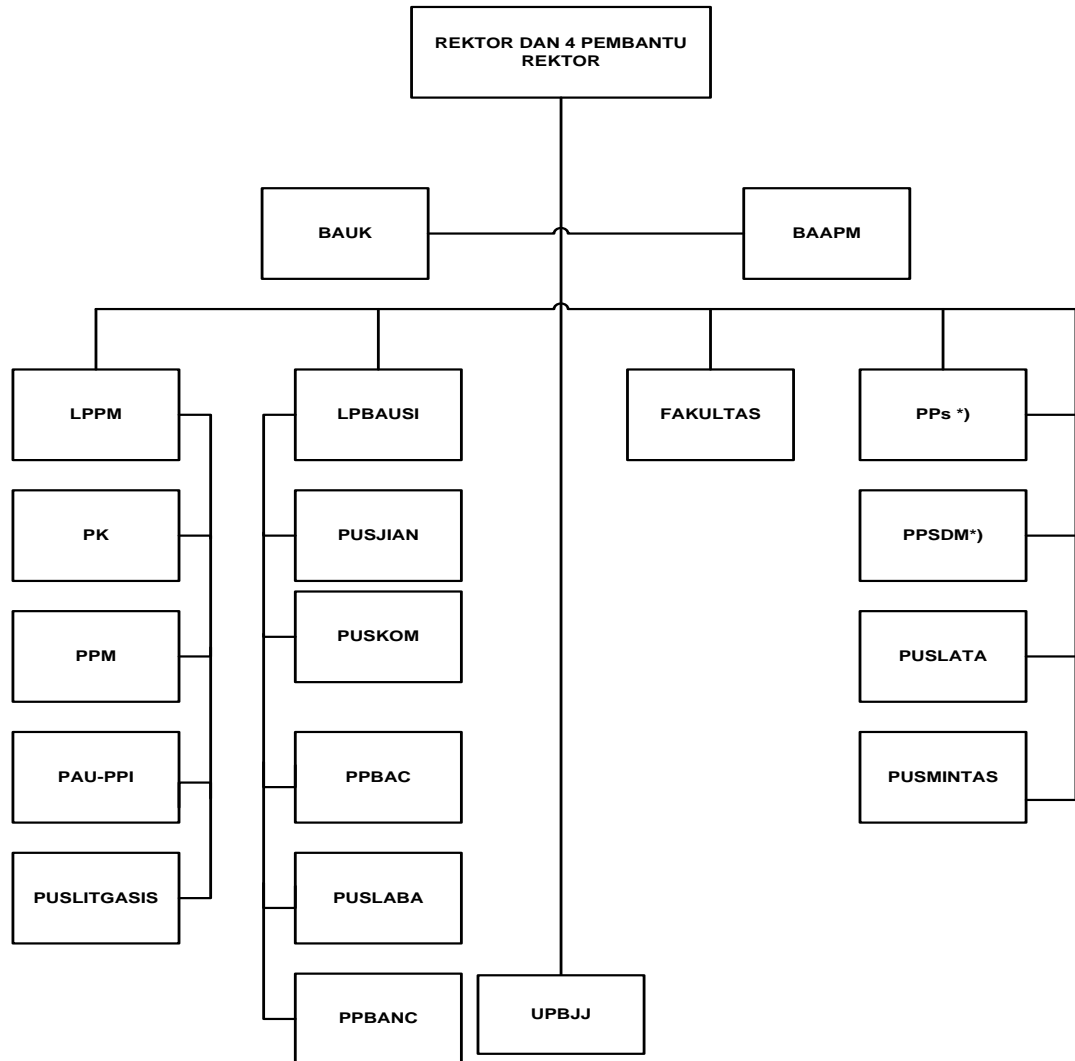 REKTOR DAN 4 PEMBANTU
REKTOR
BAUK
BAAPM
LPPM
LPBAUSI
FAKULTAS
PPs *)
PK
PUSJIAN
PPSDM*)
PPM
PUSKOM
PUSLATA
PAU-PPI
PPBAC
PUSMINTAS
PUSLITGASIS
PUSLABA
PPBANC
UPBJJ